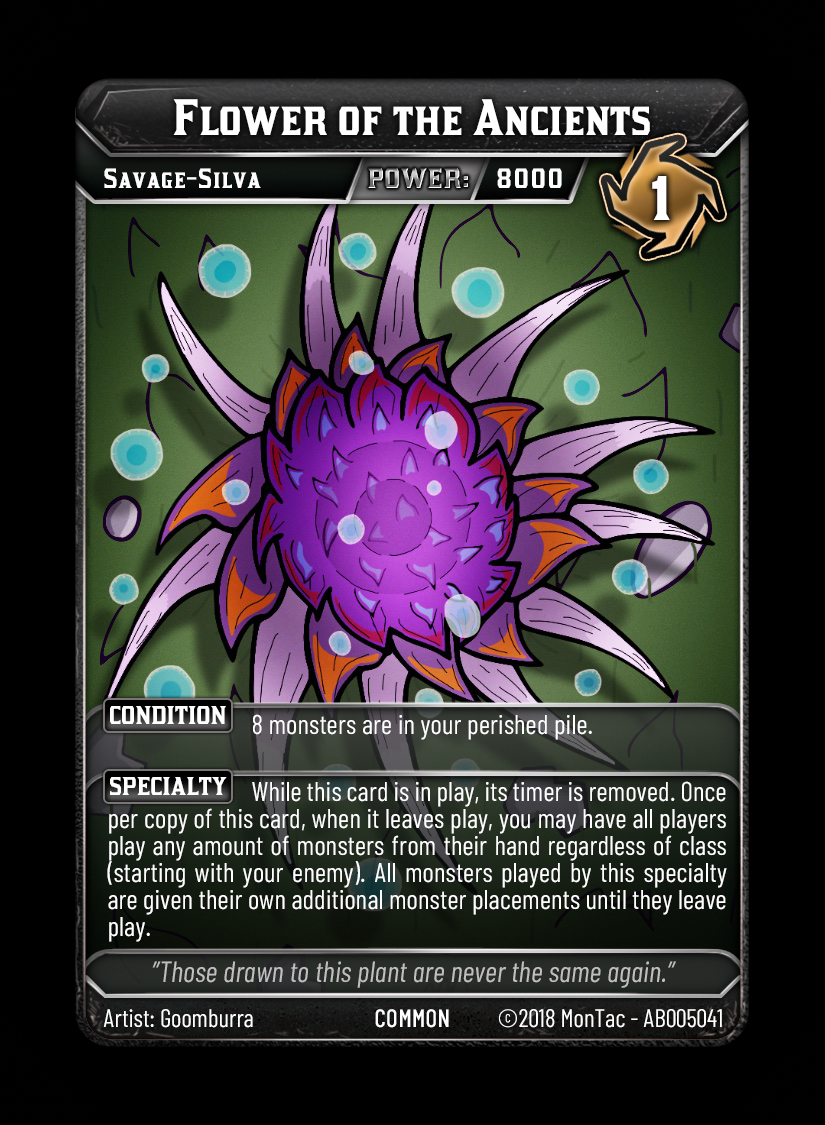 Flower of the Ancients
Savage-Silva POWER: 8000 1
CONDITION 8 monsters are in your perished pile.
SPECIALTY While this card is in play, its timer is removed. Once
per copy of this card, when it leaves play, you may have all players
play any amount of monsters from their hand regardless of class
(starting with your enemy). All monsters played by this specialty
are given their own additional monster placements until they leave
play.
"Those drawn to this plant are never the same again."
Artist: Goomburra COMMON ©2018 MonTac - AB005041